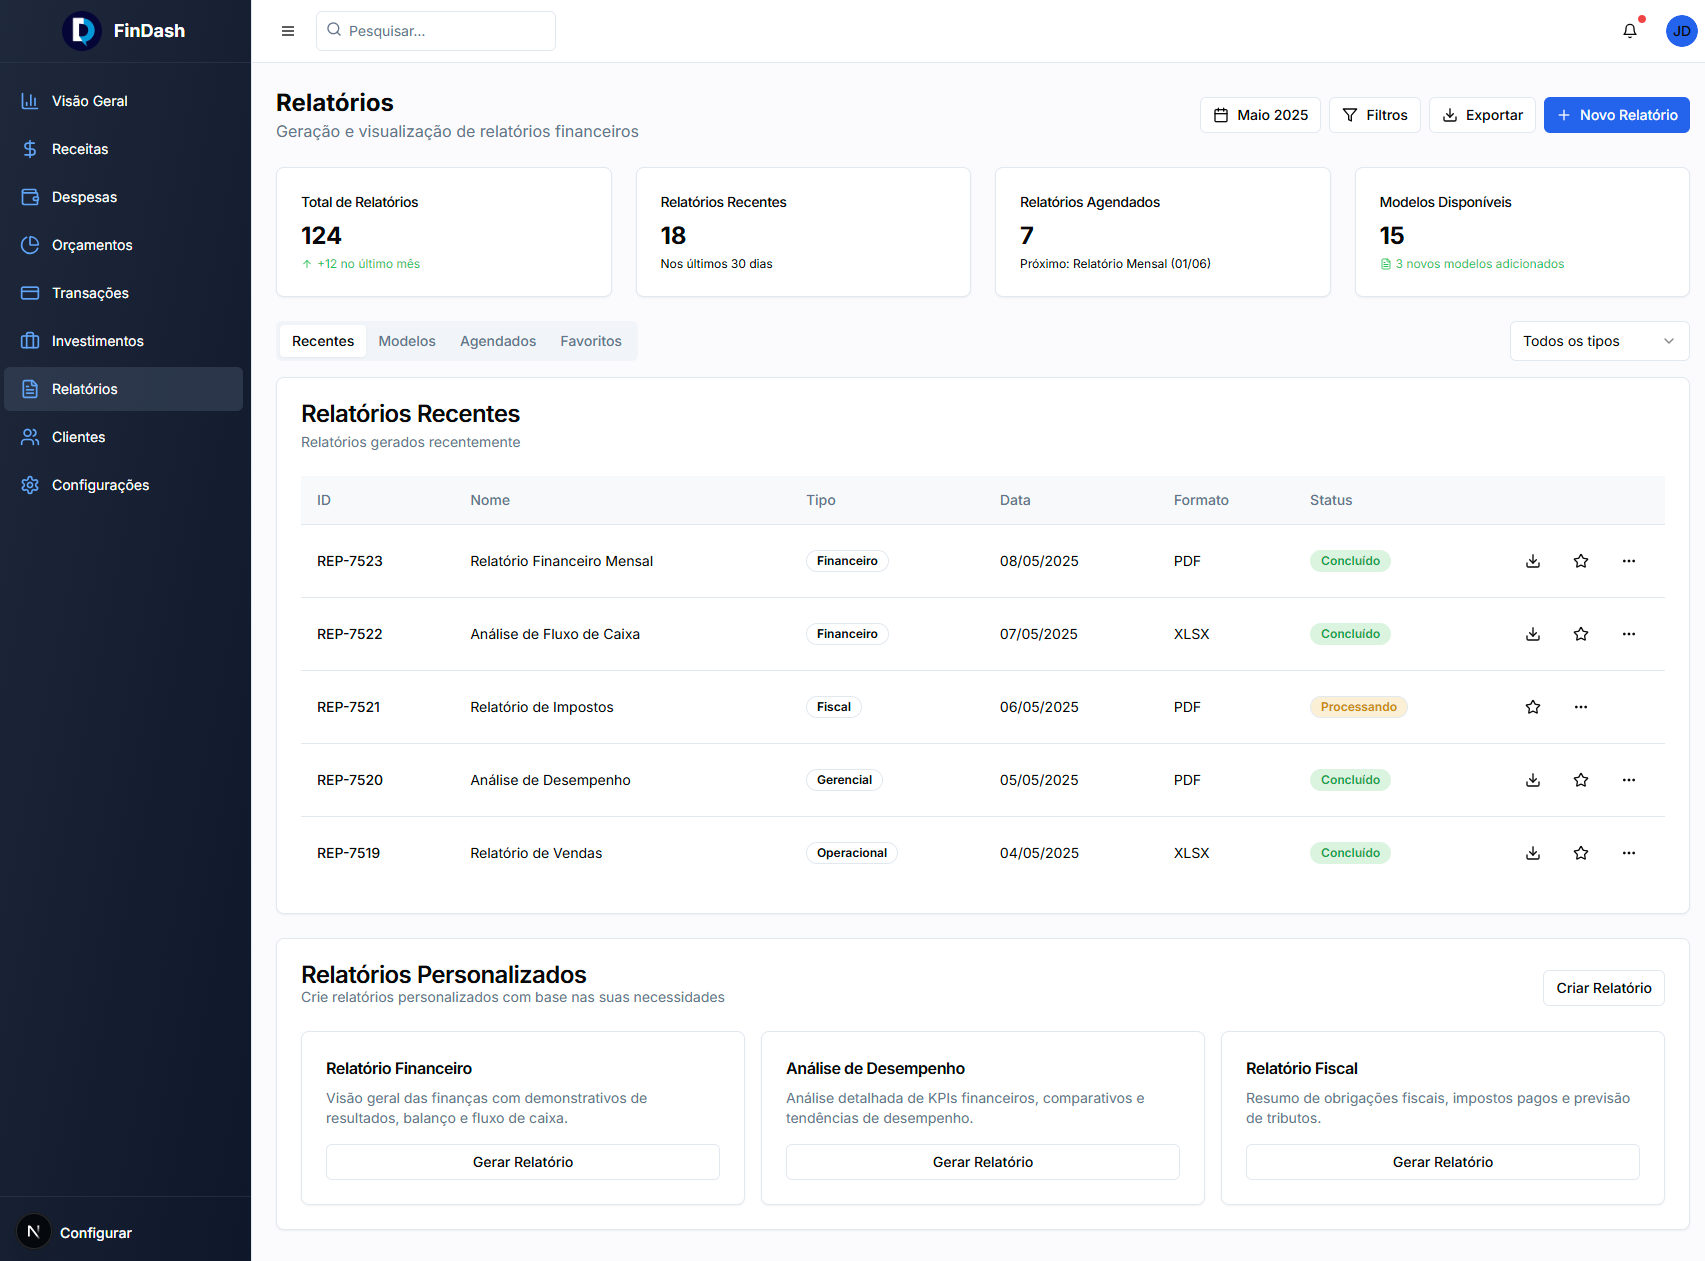 FinDash
Pesquisar...
JD
Visão Geral
Receitas
Despesas
Orçamentos
Transações
Investimentos
Relatórios
Clientes
Configurações
N Configurar
Relatórios
Geração e visualização de relatórios financeiros
Maio 2025 Filtros Exportar Novo Relatório
Total de Relatórios
124
+12 no último mês
Relatórios Recentes
18
Nos últimos 30 dias
Relatórios Agendados
7
Próximo: Relatório Mensal (01/06)
Modelos Disponíveis
15
3 novos modelos adicionados
Recentes Modelos Agendados Favoritos
Todos os tipos
Relatórios Recentes
Relatórios gerados recentemente
ID Nome Tipo Data Formato Status
REP-7523 Relatório Financeiro Mensal Financeiro 08/05/2025 PDF Concluído
REP-7522 Análise de Fluxo de Caixa Financeiro 07/05/2025 XLSX Concluído
REP-7521 Relatório de Impostos Fiscal 06/05/2025 PDF Processando
REP-7520 Análise de Desempenho Gerencial 05/05/2025 PDF Concluído
REP-7519 Relatório de Vendas Operacional 04/05/2025 XLSX Concluído
Relatórios Personalizados
Crie relatórios personalizados com base nas suas necessidades
Criar Relatório
Relatório Financeiro
Visão geral das finanças com demonstrativos de
resultados, balanço e fluxo de caixa.
Gerar Relatório
Análise de Desempenho
Análise detalhada de KPIs financeiros, comparativos e
tendências de desempenho.
Gerar Relatório
Relatório Fiscal
Resumo de obrigações fiscais, impostos pagos e previsão
de tributos.
Gerar Relatório